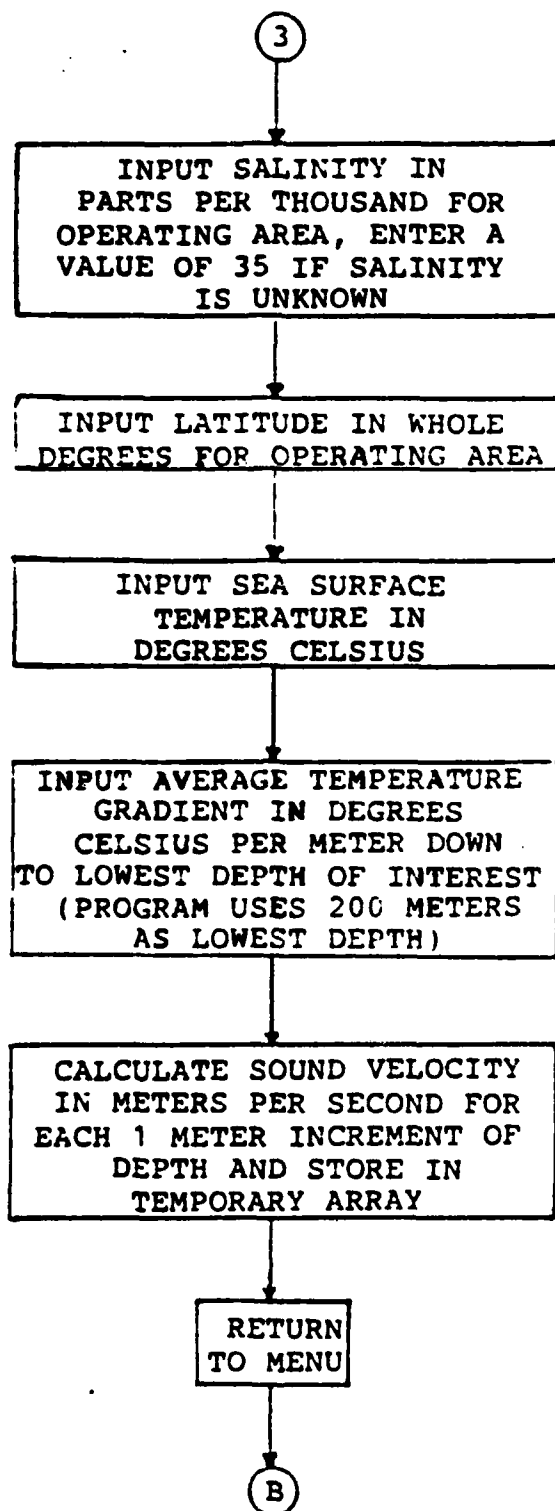 3
INPUT SALINITY IN
PARTS PER THOUSAND FOR
OPERATING AREA, ENTER A
VALUE OF 35 IF SALINITY
IS UNKNOWN
INPUT LATITUDE IN WHOLE
DEGREES FOR OPERATING AREA
INPUT SEA SURFACE
TEMPERATURE IN
DEGREES CELSIUS
INPUT AVERAGE TEMPERATURE
GRADIENT IN DEGREES
CELSIUS PER METER DOWN
TO LOWEST DEPTH OF INTEREST
(PROGRAM USES 200 METERS
AS LOWEST DEPTH)
CALCULATE SOUND VELOCITY
IN METERS PER SECOND FOR
EACH 1 METER INCREMENT OF
DEPTH AND STORE IN
TEMPORARY ARRAY
RETURN
TO MENU
B